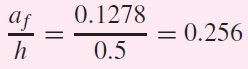 a_f / h = 0.1278 / 0.5 = 0.256